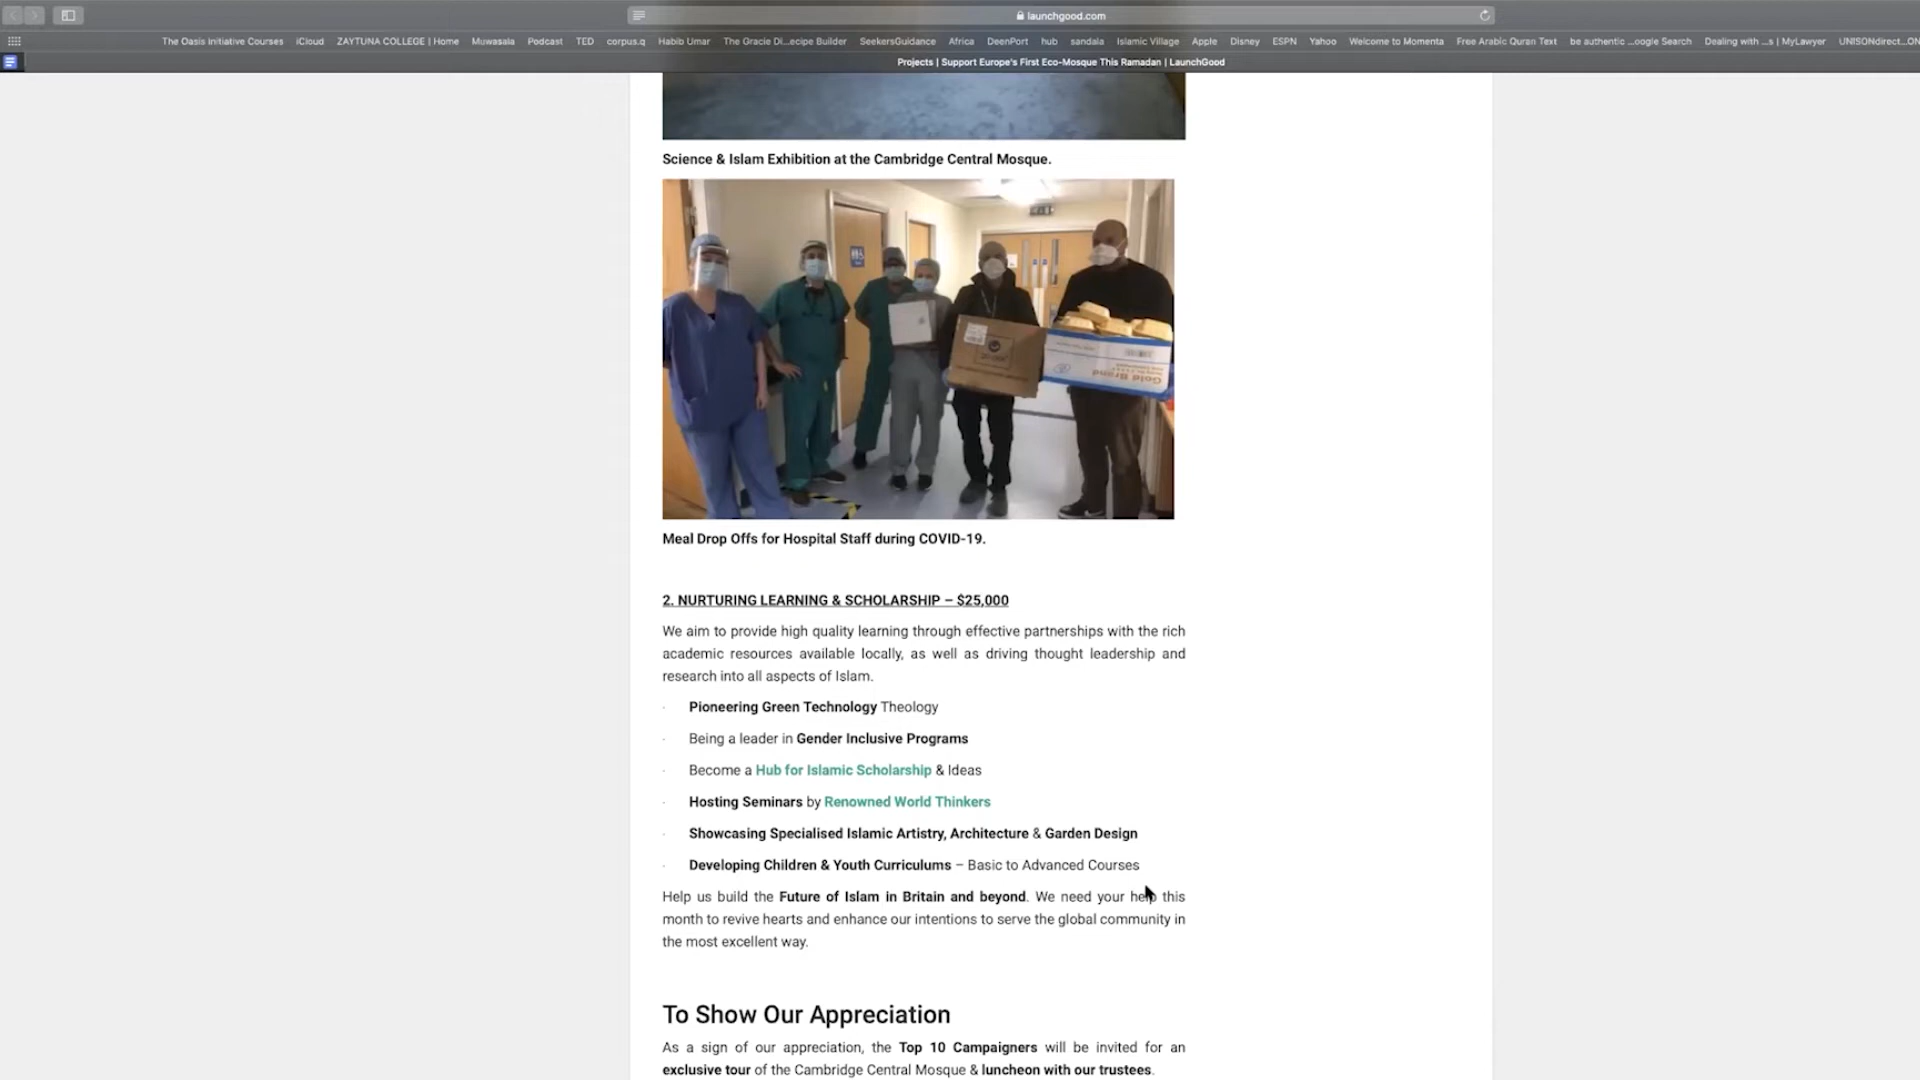 launchgood.com
The Oasis Initiative Courses iCloud ZAYTUNA COLLEGE | Home Muwasala Podcast TED corpus.q Habib Umar The Gracie Di...ecipe Builder SeekersGuidance Africa DeenPort hub sandala Islamic Village Apple Disney ESPN Yahoo Welcome to Momenta Free Arabic Quran Text be authentic ...oogle Search Dealing with ...s | MyLawyer UNISONdirect...ON
Projects | Support Europe's First Eco-Mosque This Ramadan | LaunchGood
Science & Islam Exhibition at the Cambridge Central Mosque.
Gold Brand
Meal Drop Offs for Hospital Staff during COVID-19.
2. NURTURING LEARNING & SCHOLARSHIP – $25,000
We aim to provide high quality learning through effective partnerships with the rich
academic resources available locally, as well as driving thought leadership and
research into all aspects of Islam.
· Pioneering Green Technology Theology
· Being a leader in Gender Inclusive Programs
· Become a Hub for Islamic Scholarship & Ideas
· Hosting Seminars by Renowned World Thinkers
· Showcasing Specialised Islamic Artistry, Architecture & Garden Design
· Developing Children & Youth Curriculums – Basic to Advanced Courses
Help us build the Future of Islam in Britain and beyond. We need your help this
month to revive hearts and enhance our intentions to serve the global community in
the most excellent way.
To Show Our Appreciation
As a sign of our appreciation, the Top 10 Campaigners will be invited for an
exclusive tour of the Cambridge Central Mosque & luncheon with our trustees.